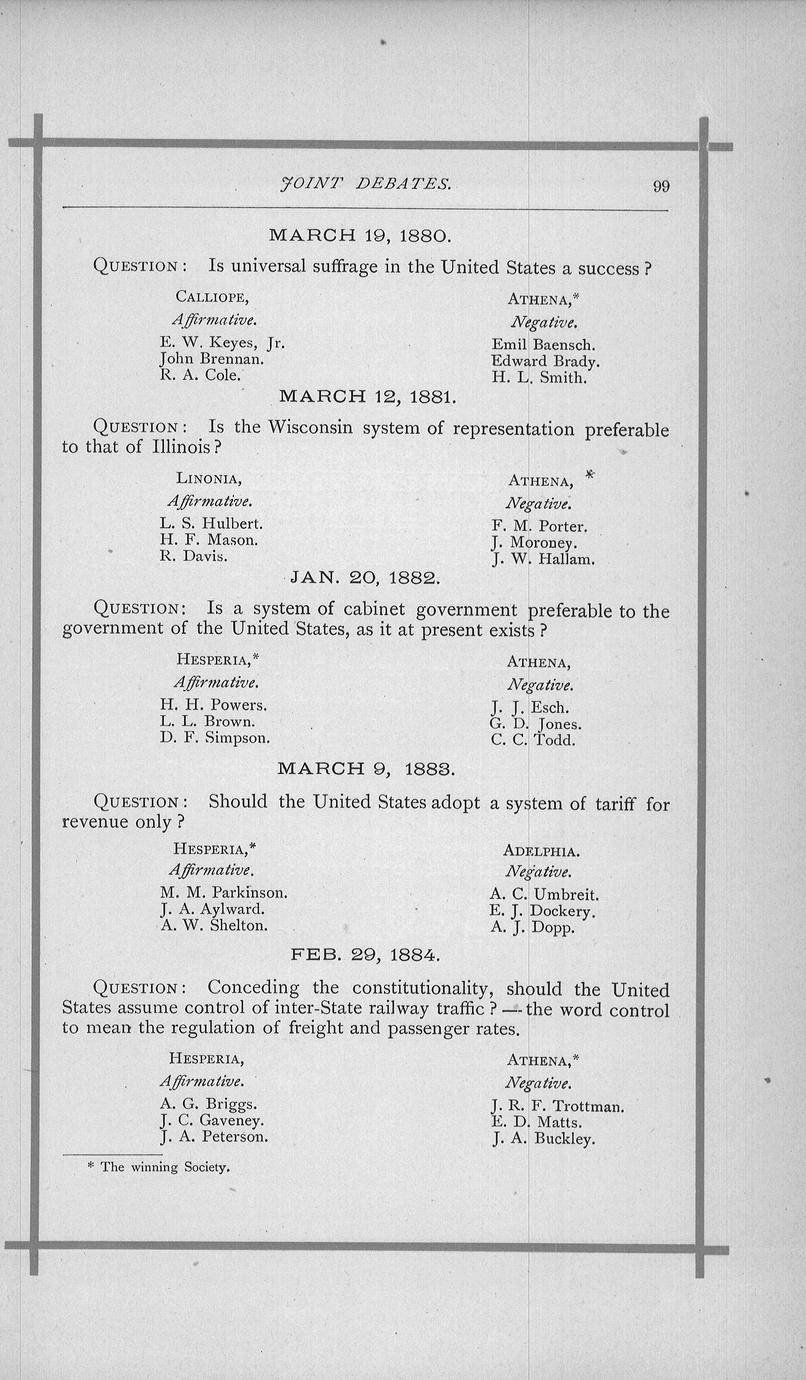 JOINT DEBATES. 99
MARCH 19, 1880.
QUESTION: Is universal suffrage in the United States a success ?
CALLIOPE, ATHENA,*
Affirmative. Negative.
E. W. Keyes, Jr. Emil Baensch.
John Brennan. Edward Brady.
R. A. Cole. H. L. Smith.
MARCH 12, 1881.
QUESTION: Is the Wisconsin system of representation preferable
to that of Illinois ?
LINONIA, ATHENA, *
Affirmative. Negative.
L. S. Hulbert. F. M. Porter.
H. F. Mason. J. Moroney.
R. Davis. J. W. Hallam.
JAN. 20, 1882.
QUESTION: Is a system of cabinet government preferable to the
government of the United States, as it at present exists ?
HESPERIA,* ATHENA,
Affirmative. Negative.
H. H. Powers. J. J. Esch.
L. L. Brown. G. D. Jones.
D. F. Simpson. C. C. Todd.
MARCH 9, 1883.
QUESTION: Should the United States adopt a system of tariff for
revenue only ?
HESPERIA,* ADELPHIA.
Affirmative. Negative.
M. M. Parkinson. A. C. Umbreit.
J. A. Aylward. E. J. Dockery.
A. W. Shelton. A. J. Dopp.
FEB. 29, 1884.
QUESTION: Conceding the constitutionality, should the United
States assume control of inter-State railway traffic ? — the word control
to mean the regulation of freight and passenger rates.
HESPERIA, ATHENA,*
Affirmative. Negative.
A. G. Briggs. J. R. F. Trottman.
J. C. Gaveney. E. D. Matts.
J. A. Peterson. J. A. Buckley.
* The winning Society.